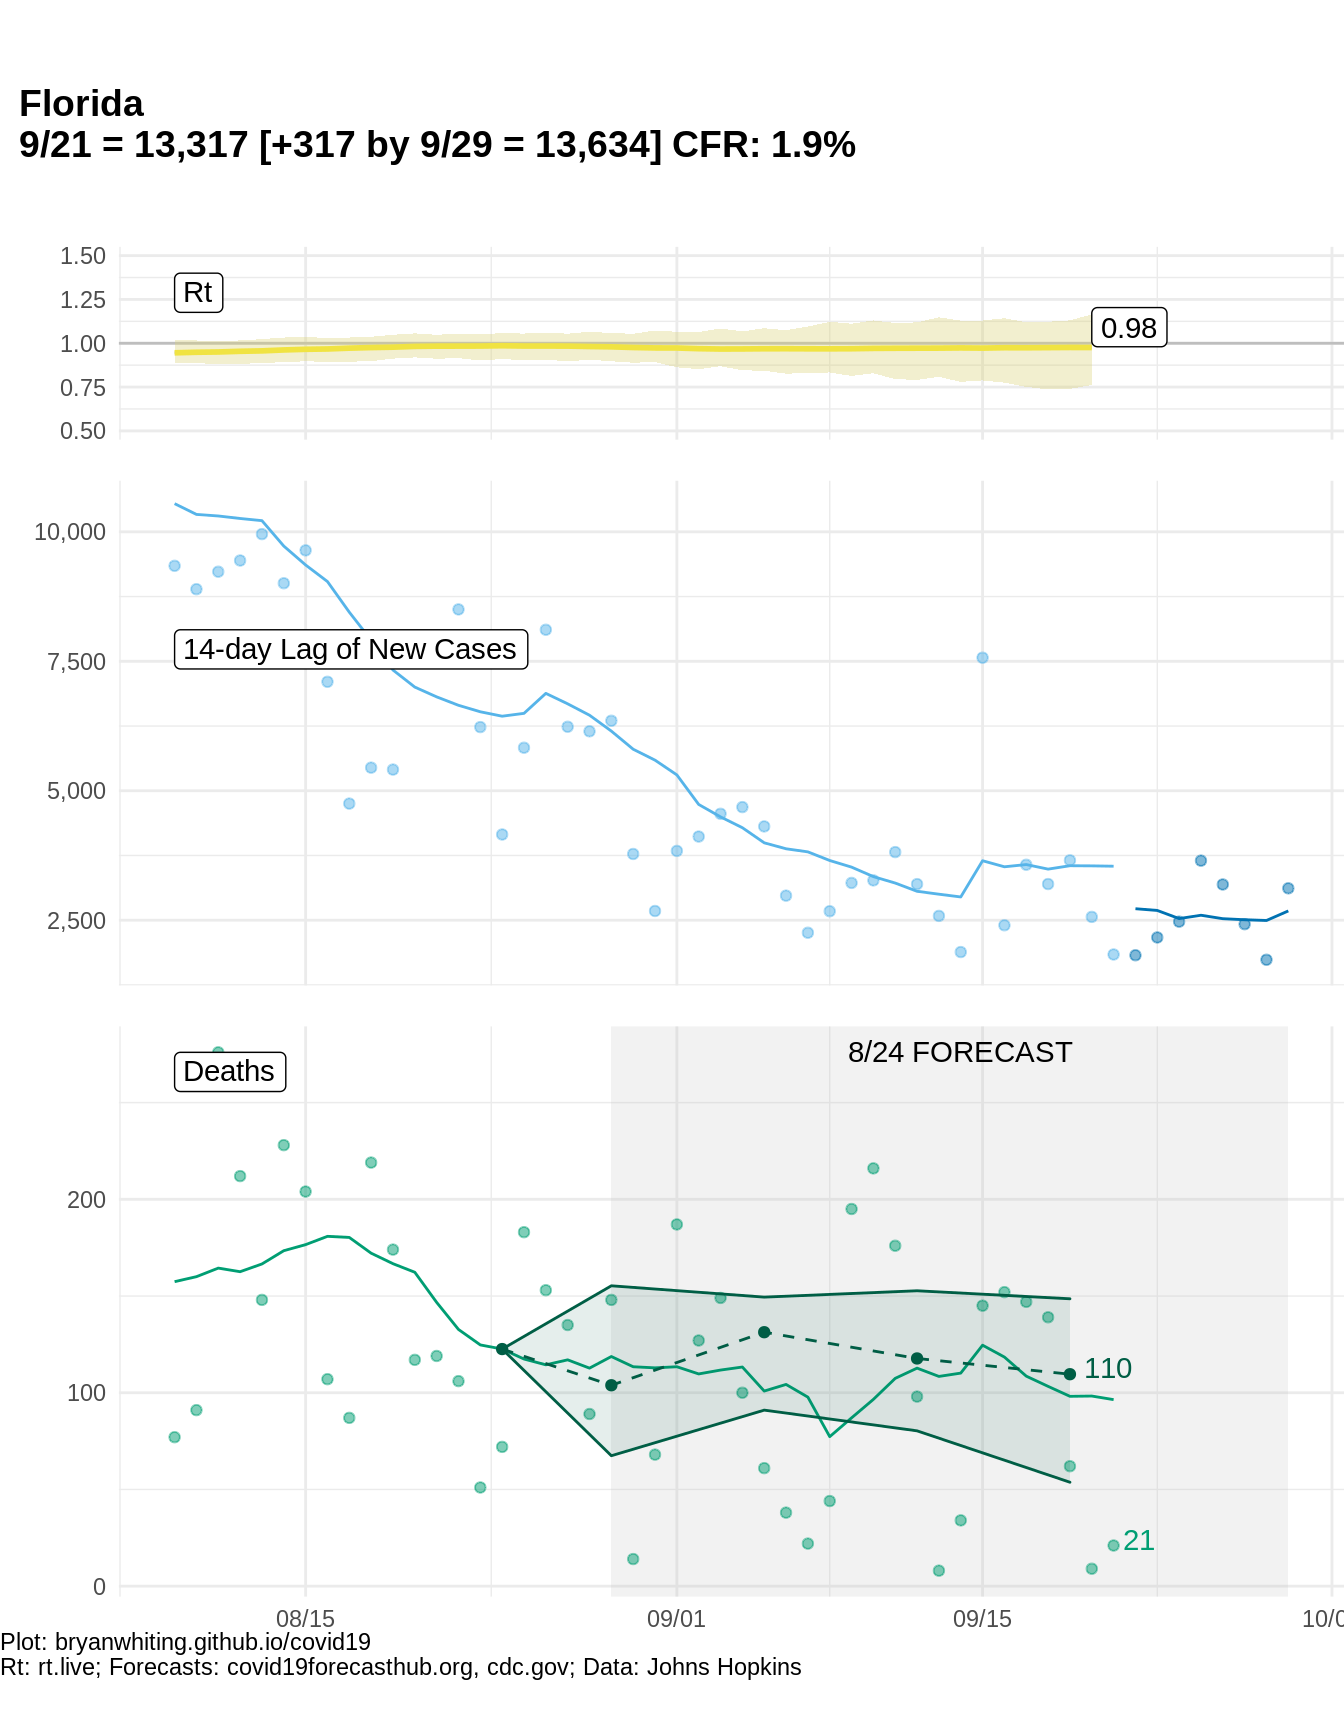 Florida
9/21 = 13,317 [+317 by 9/29 = 13,634] CFR: 1.9%
1.50
1.25
1.00
0.75
0.50
Rt
0.98
10,000
7,500
5,000
2,500
14-day Lag of New Cases
Deaths
8/24 FORECAST
200
100
0
110
21
08/15
09/01
09/15
10/0
Plot: bryanwhiting.github.io/covid19
Rt: rt.live; Forecasts: covid19forecasthub.org, cdc.gov; Data: Johns Hopkins